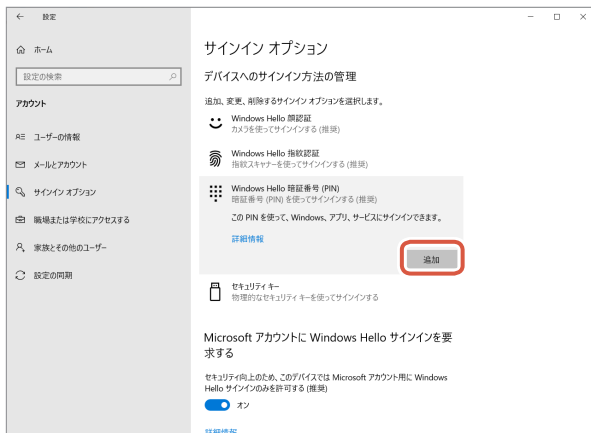 設定
ホーム
設定の検索
アカウント
ユーザーの情報
メールとアカウント
サインイン オプション
職場または学校にアクセスする
家族とその他のユーザー
設定の同期
サインイン オプション
デバイスへのサインイン方法の管理
追加、変更、削除するサインイン オプションを選択します。
Windows Hello 顔認証
カメラを使ってサインインする (推奨)
Windows Hello 指紋認証
指紋スキャナーを使ってサインインする (推奨)
Windows Hello 暗証番号 (PIN)
暗証番号 (PIN) を使ってサインインする (推奨)
この PIN を使って、Windows、アプリ、サービスにサインインできます。
詳細情報
追加
セキュリティ キー
物理的なセキュリティ キーを使ってサインインする
Microsoft アカウントに Windows Hello サインインを要
求する
セキュリティ向上のため、このデバイスでは Microsoft アカウント用に Windows
Hello サインインのみを許可する (推奨)
オン
詳細情報